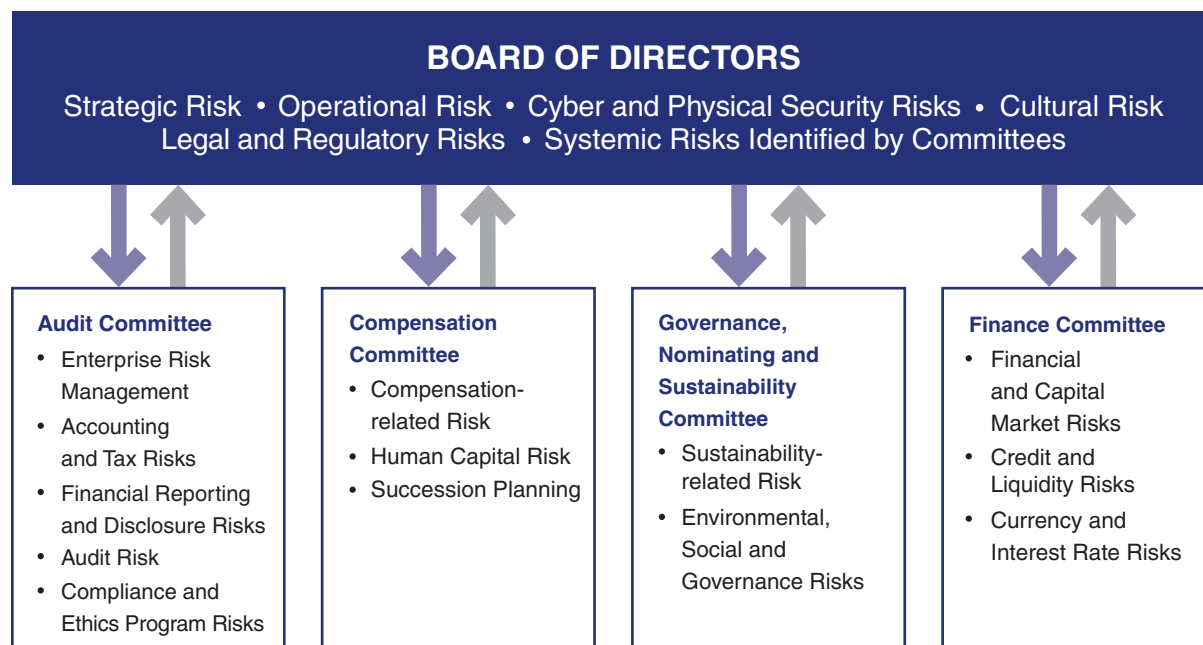 BOARD OF DIRECTORS
Strategic Risk • Operational Risk • Cyber and Physical Security Risks • Cultural Risk
Legal and Regulatory Risks • Systemic Risks Identified by Committees
Audit Committee
• Enterprise Risk
Management
• Accounting
and Tax Risks
• Financial Reporting
and Disclosure Risks
• Audit Risk
• Compliance and
Ethics Program Risks
Compensation
Committee
• Compensation-
related Risk
• Human Capital Risk
• Succession Planning
Governance,
Nominating and
Sustainability
Committee
• Sustainability-
related Risk
• Environmental,
Social and
Governance Risks
Finance Committee
• Financial
and Capital
Market Risks
• Credit and
Liquidity Risks
• Currency and
Interest Rate Risks